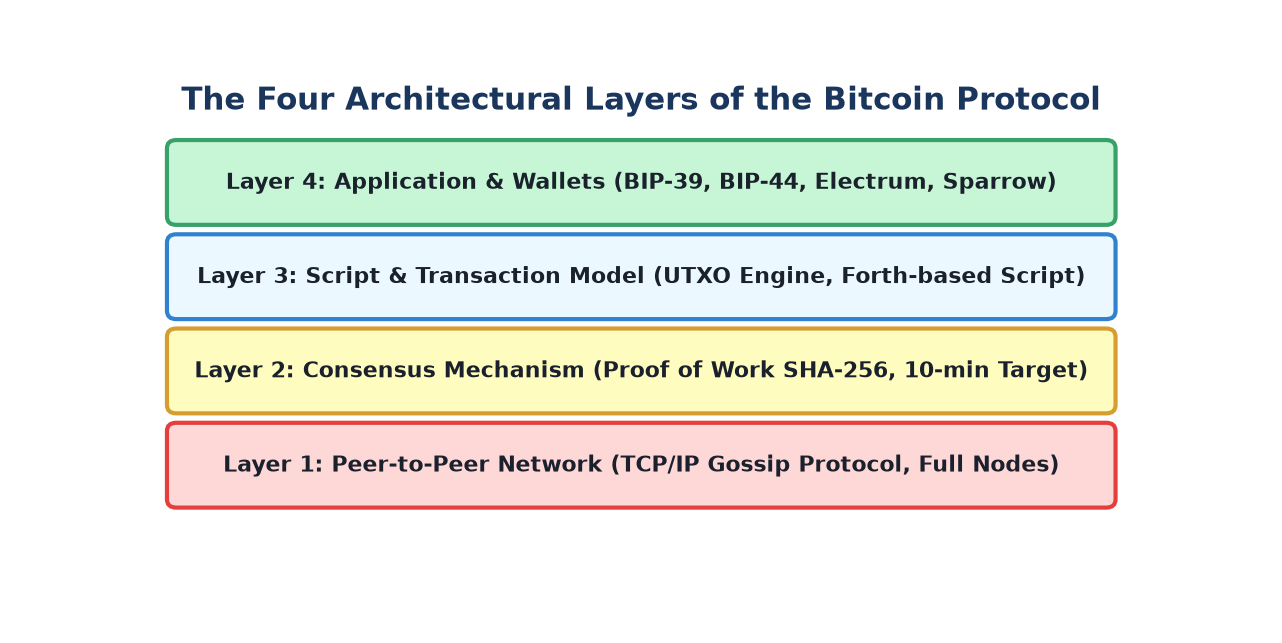 The Four Architectural Layers of the Bitcoin Protocol
Layer 4: Application & Wallets (BIP-39, BIP-44, Electrum, Sparrow)
Layer 3: Script & Transaction Model (UTXO Engine, Forth-based Script)
Layer 2: Consensus Mechanism (Proof of Work SHA-256, 10-min Target)
Layer 1: Peer-to-Peer Network (TCP/IP Gossip Protocol, Full Nodes)